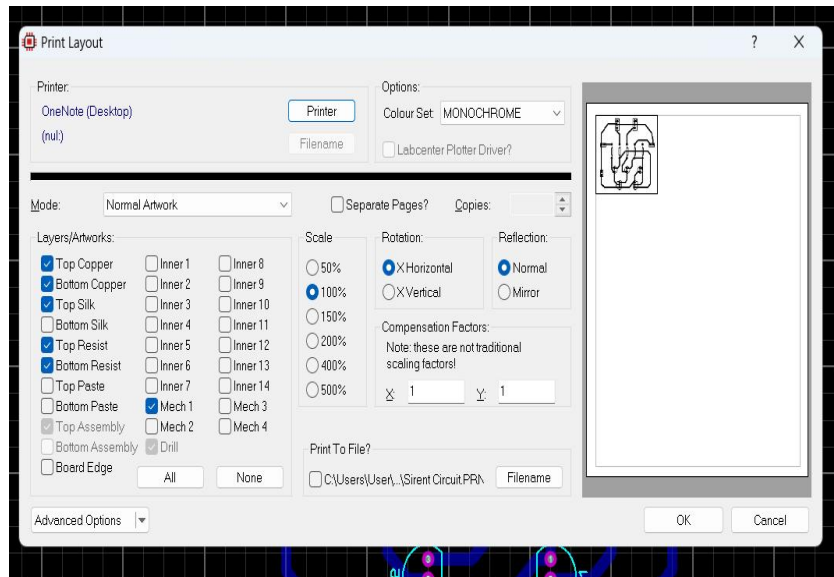 Print Layout
?
X
Printer:
OneNote (Desktop)
(nul:)
Printer
Filename
Options:
Colour Set: MONOCHROME
Labcenter Plotter Driver?
Mode: Normal Artwork
Separate Pages?
Copies:
Layers/Artworks:
Top Copper Inner 1 Inner 8
Bottom Copper Inner 2 Inner 9
Top Silk Inner 3 Inner 10
Bottom Silk Inner 4 Inner 11
Top Resist Inner 5 Inner 12
Bottom Resist Inner 6 Inner 13
Top Paste Inner 7 Inner 14
Bottom Paste Mech 1 Mech 3
Top Assembly Mech 2 Mech 4
Bottom Assembly Drill
Board Edge
All
None
Scale
50%
100%
150%
200%
400%
500%
Rotation:
X Horizontal
X Vertical
Reflection:
Normal
Mirror
Compensation Factors:
Note: these are not traditional
scaling factors!
X: 1 Y: 1
Print To File?
C:\Users\User\...\Sirent Circuit.PRN
Filename
Advanced Options
OK
Cancel